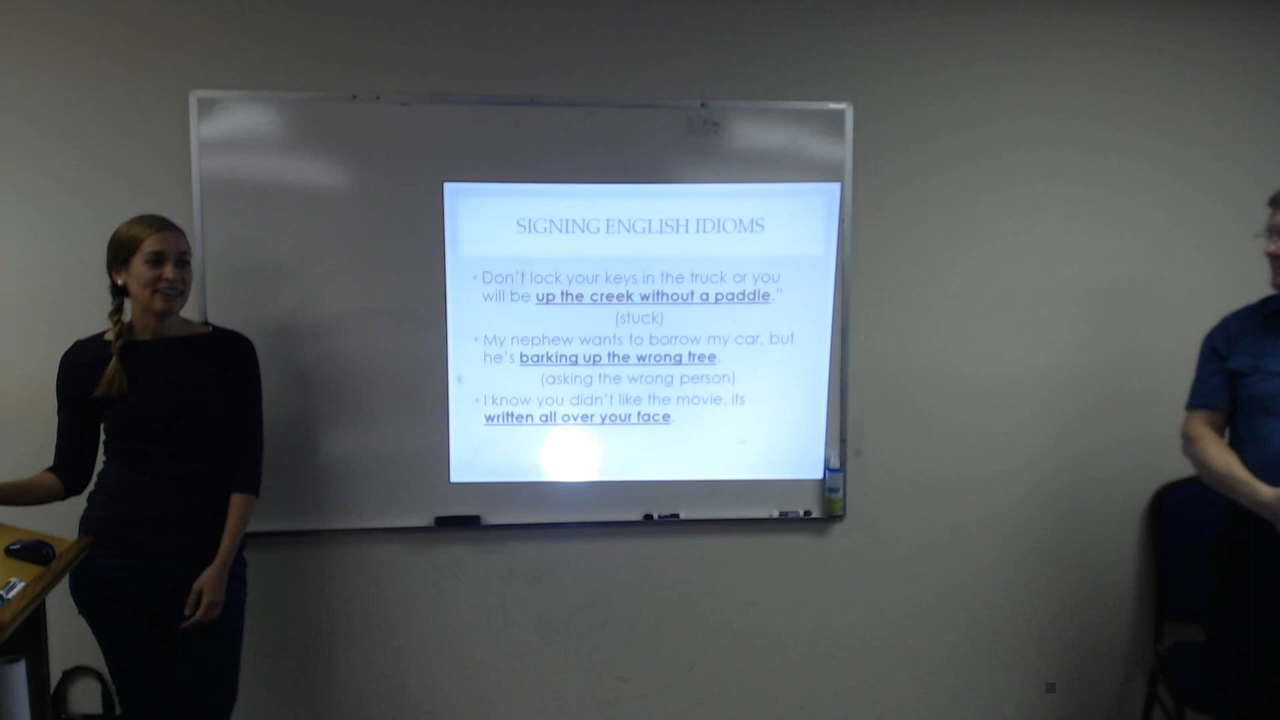 SIGNING ENGLISH IDIOMS
• Don't lock your keys in the truck or you
will be up the creek without a paddle."
(stuck)
• My nephew wants to borrow my car, but
he's barking up the wrong tree.
(asking the wrong person)
• I know you didn't like the movie, its
written all over your face.